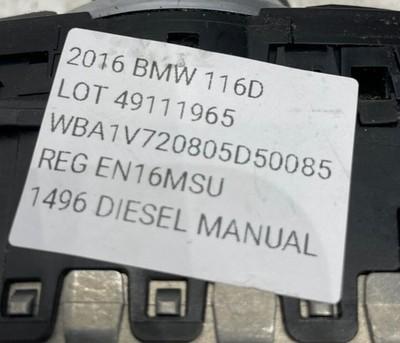 2016 BMW 116D
LOT 49111965
WBA1V720805D50085
REG EN16MSU
1496 DIESEL MANUAL